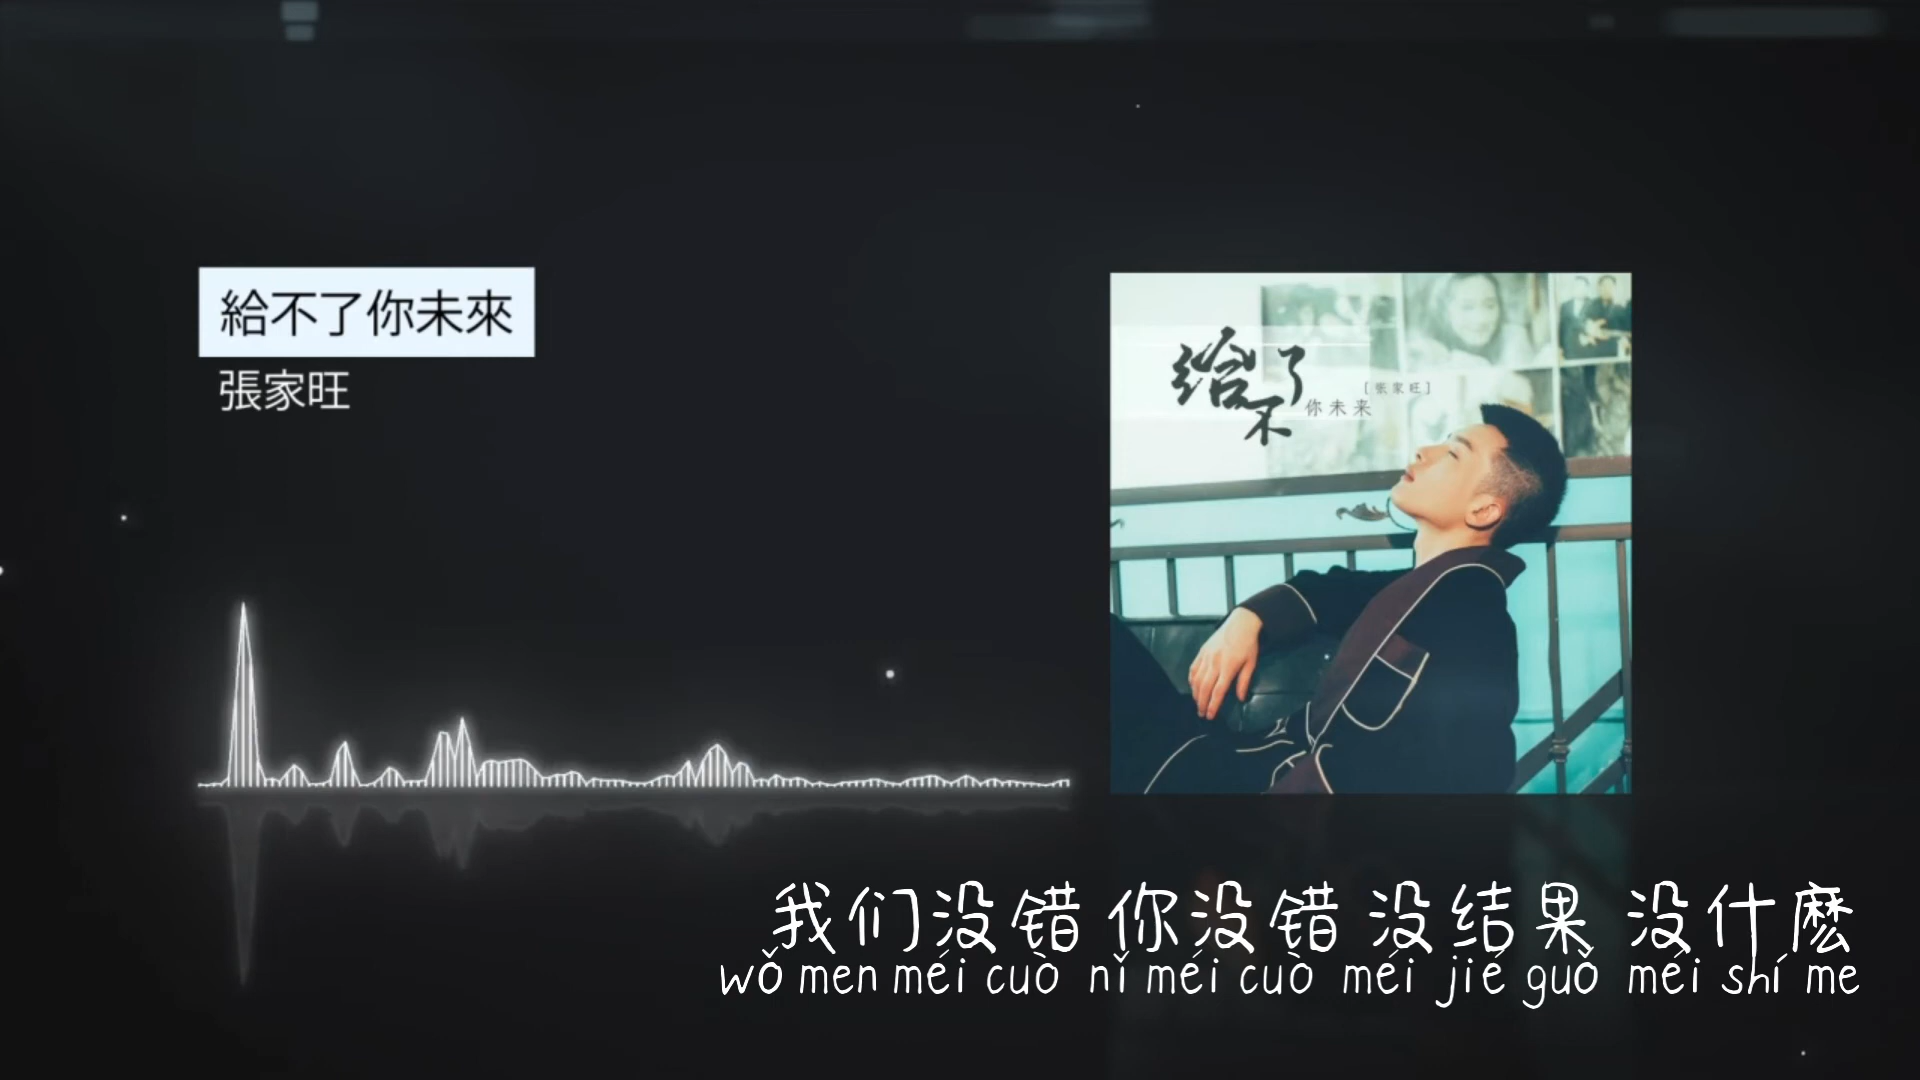 給不了你未來
張家旺
给不了
[張家旺]
你未来
我们没错 你没错 没结果 没什麽
wǒ men méi cuò nǐ méi cuò méi jié guǒ méi shí me